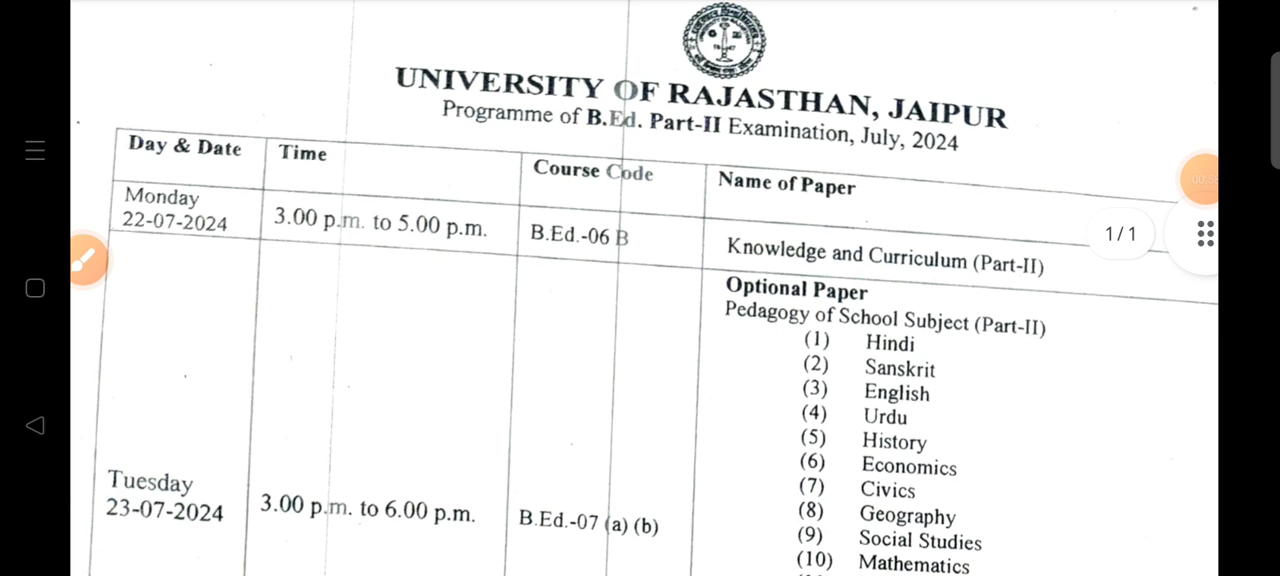 UNIVERSITY OF RAJASTHAN, JAIPUR
Programme of B.Ed. Part-II Examination, July, 2024
Day & Date
Time
Course Code
Name of Paper
Monday
22-07-2024
3.00 p.m. to 5.00 p.m.
B.Ed.-06 B
Knowledge and Curriculum (Part-II)
1/1
00:58
Optional Paper
Pedagogy of School Subject (Part-II)
(1) Hindi
(2) Sanskrit
(3) English
(4) Urdu
(5) History
(6) Economics
(7) Civics
(8) Geography
(9) Social Studies
(10) Mathematics
Tuesday
23-07-2024
3.00 p.m. to 6.00 p.m.
B.Ed.-07 (a) (b)